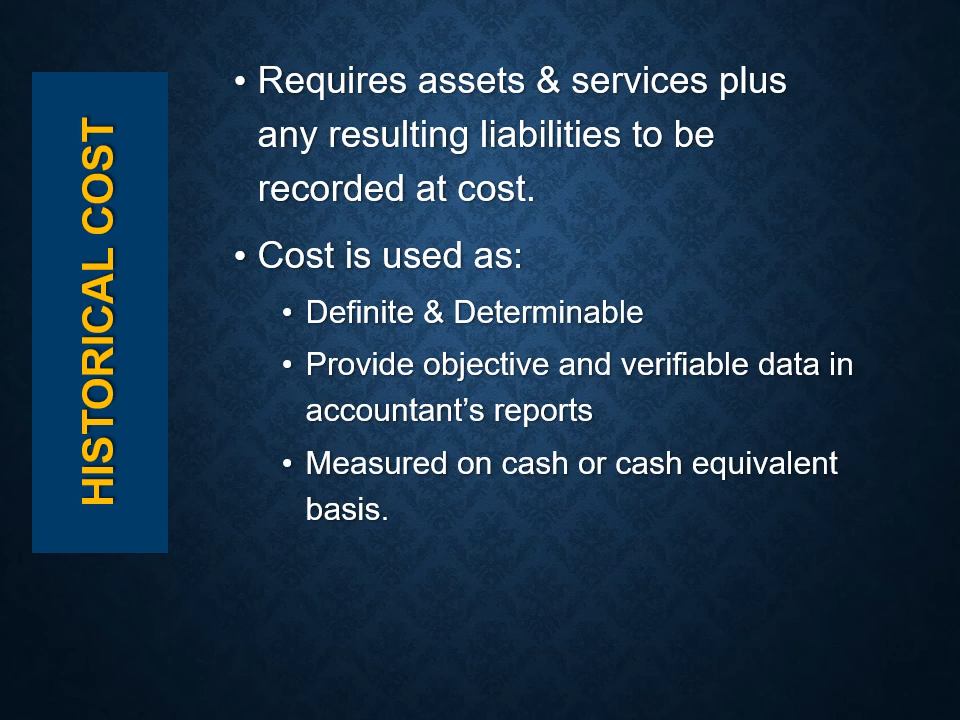 HISTORICAL COST
• Requires assets & services plus
any resulting liabilities to be
recorded at cost.
• Cost is used as:
• Definite & Determinable
• Provide objective and verifiable data in
accountant’s reports
• Measured on cash or cash equivalent
basis.